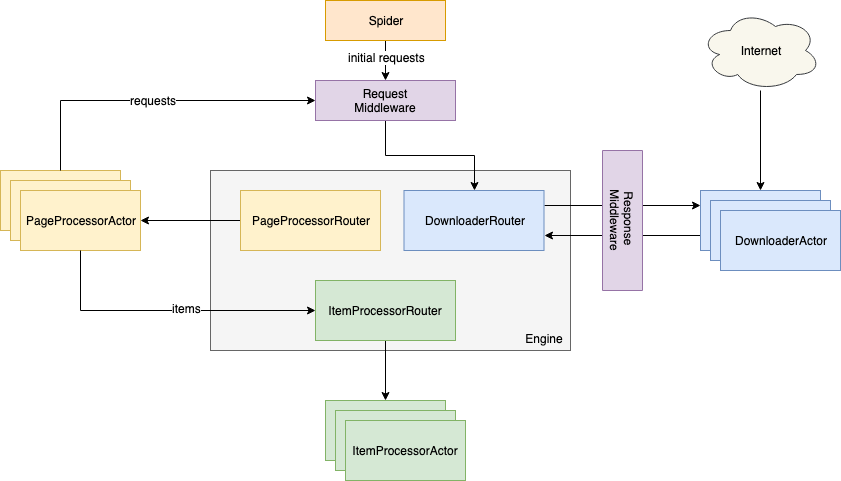 Spider
initial requests
Internet
Request
Middleware
requests
Response
Middleware
PageProcessorActor
PageProcessorRouter
DownloaderRouter
DownloaderActor
items
ItemProcessorRouter
Engine
ItemProcessorActor